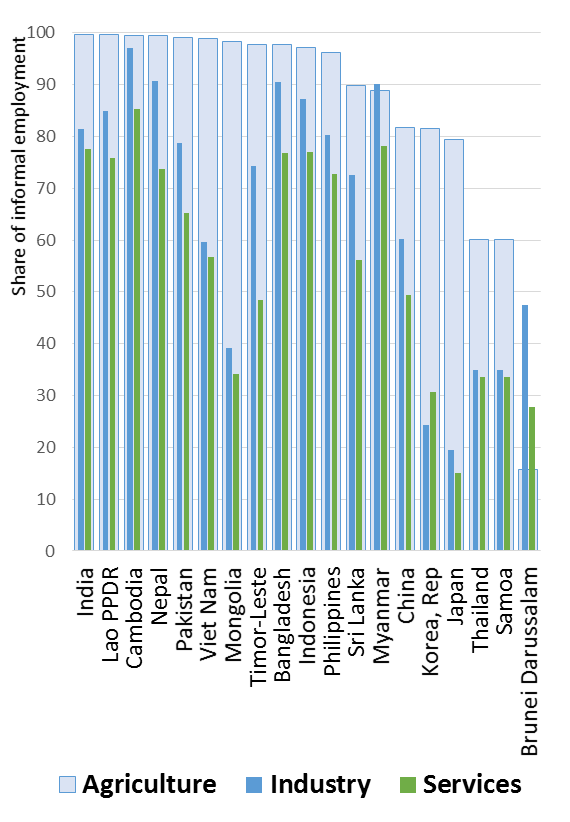 Share of informal employment
100
90
80
70
60
50
40
30
20
10
0
India
Lao PPDR
Cambodia
Nepal
Pakistan
Viet Nam
Mongolia
Timor-Leste
Bangladesh
Indonesia
Philippines
Sri Lanka
Myanmar
China
Korea, Rep
Japan
Thailand
Samoa
Brunei Darussalam
Agriculture Industry Services